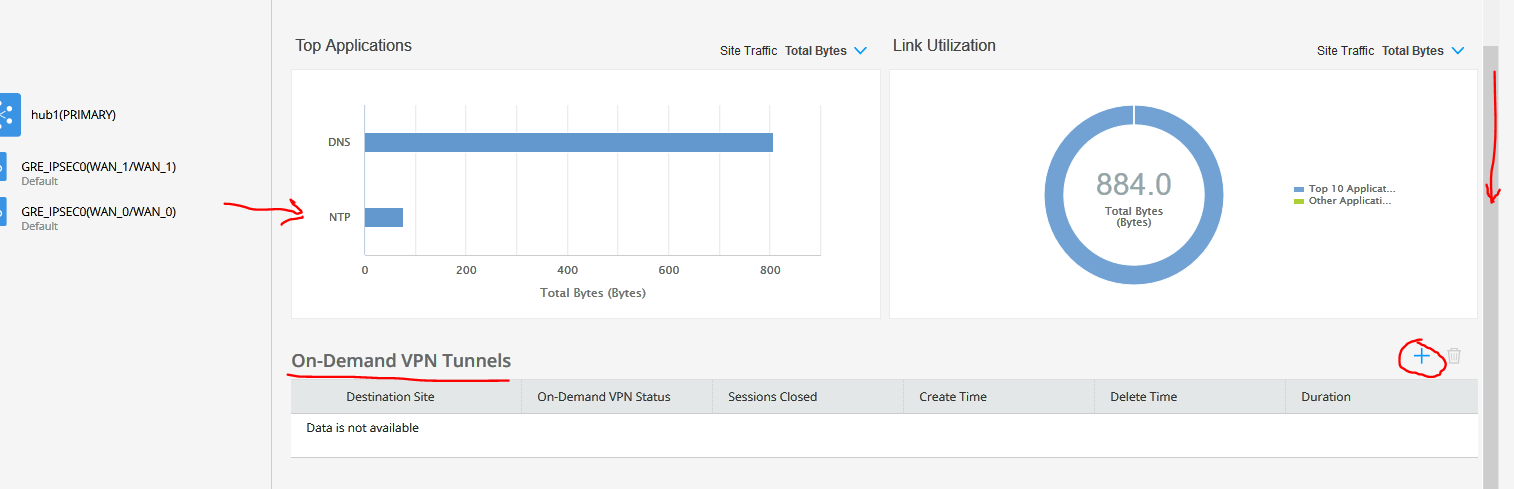 hub1(PRIMARY)
GRE_IPSEC0(WAN_1/WAN_1)
Default
GRE_IPSEC0(WAN_0/WAN_0)
Default
Top Applications
Site Traffic Total Bytes
DNS
NTP
0 200 400 600 800
Total Bytes (Bytes)
Link Utilization
Site Traffic Total Bytes
884.0
Total Bytes
(Bytes)
Top 10 Applicat...
Other Applicati...
On-Demand VPN Tunnels
Destination Site On-Demand VPN Status Sessions Closed Create Time Delete Time Duration
Data is not available